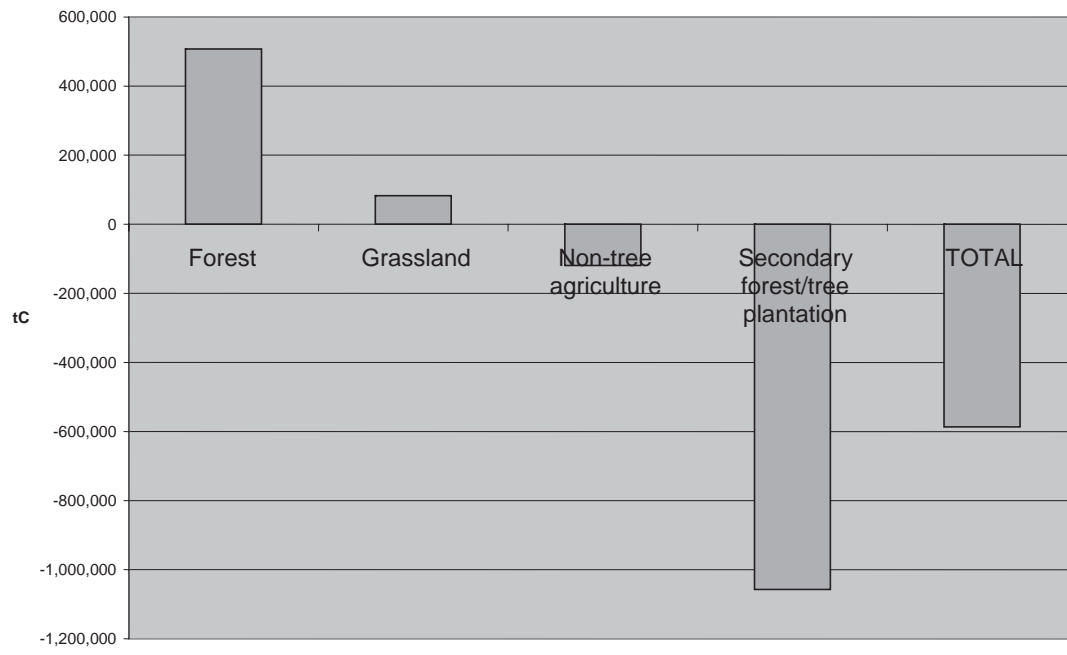 600,000
400,000
200,000
0
-200,000
-400,000
-600,000
-800,000
-1,000,000
-1,200,000
tC
Forest
Grassland
Non-tree
agriculture
Secondary
forest/tree
plantation
TOTAL